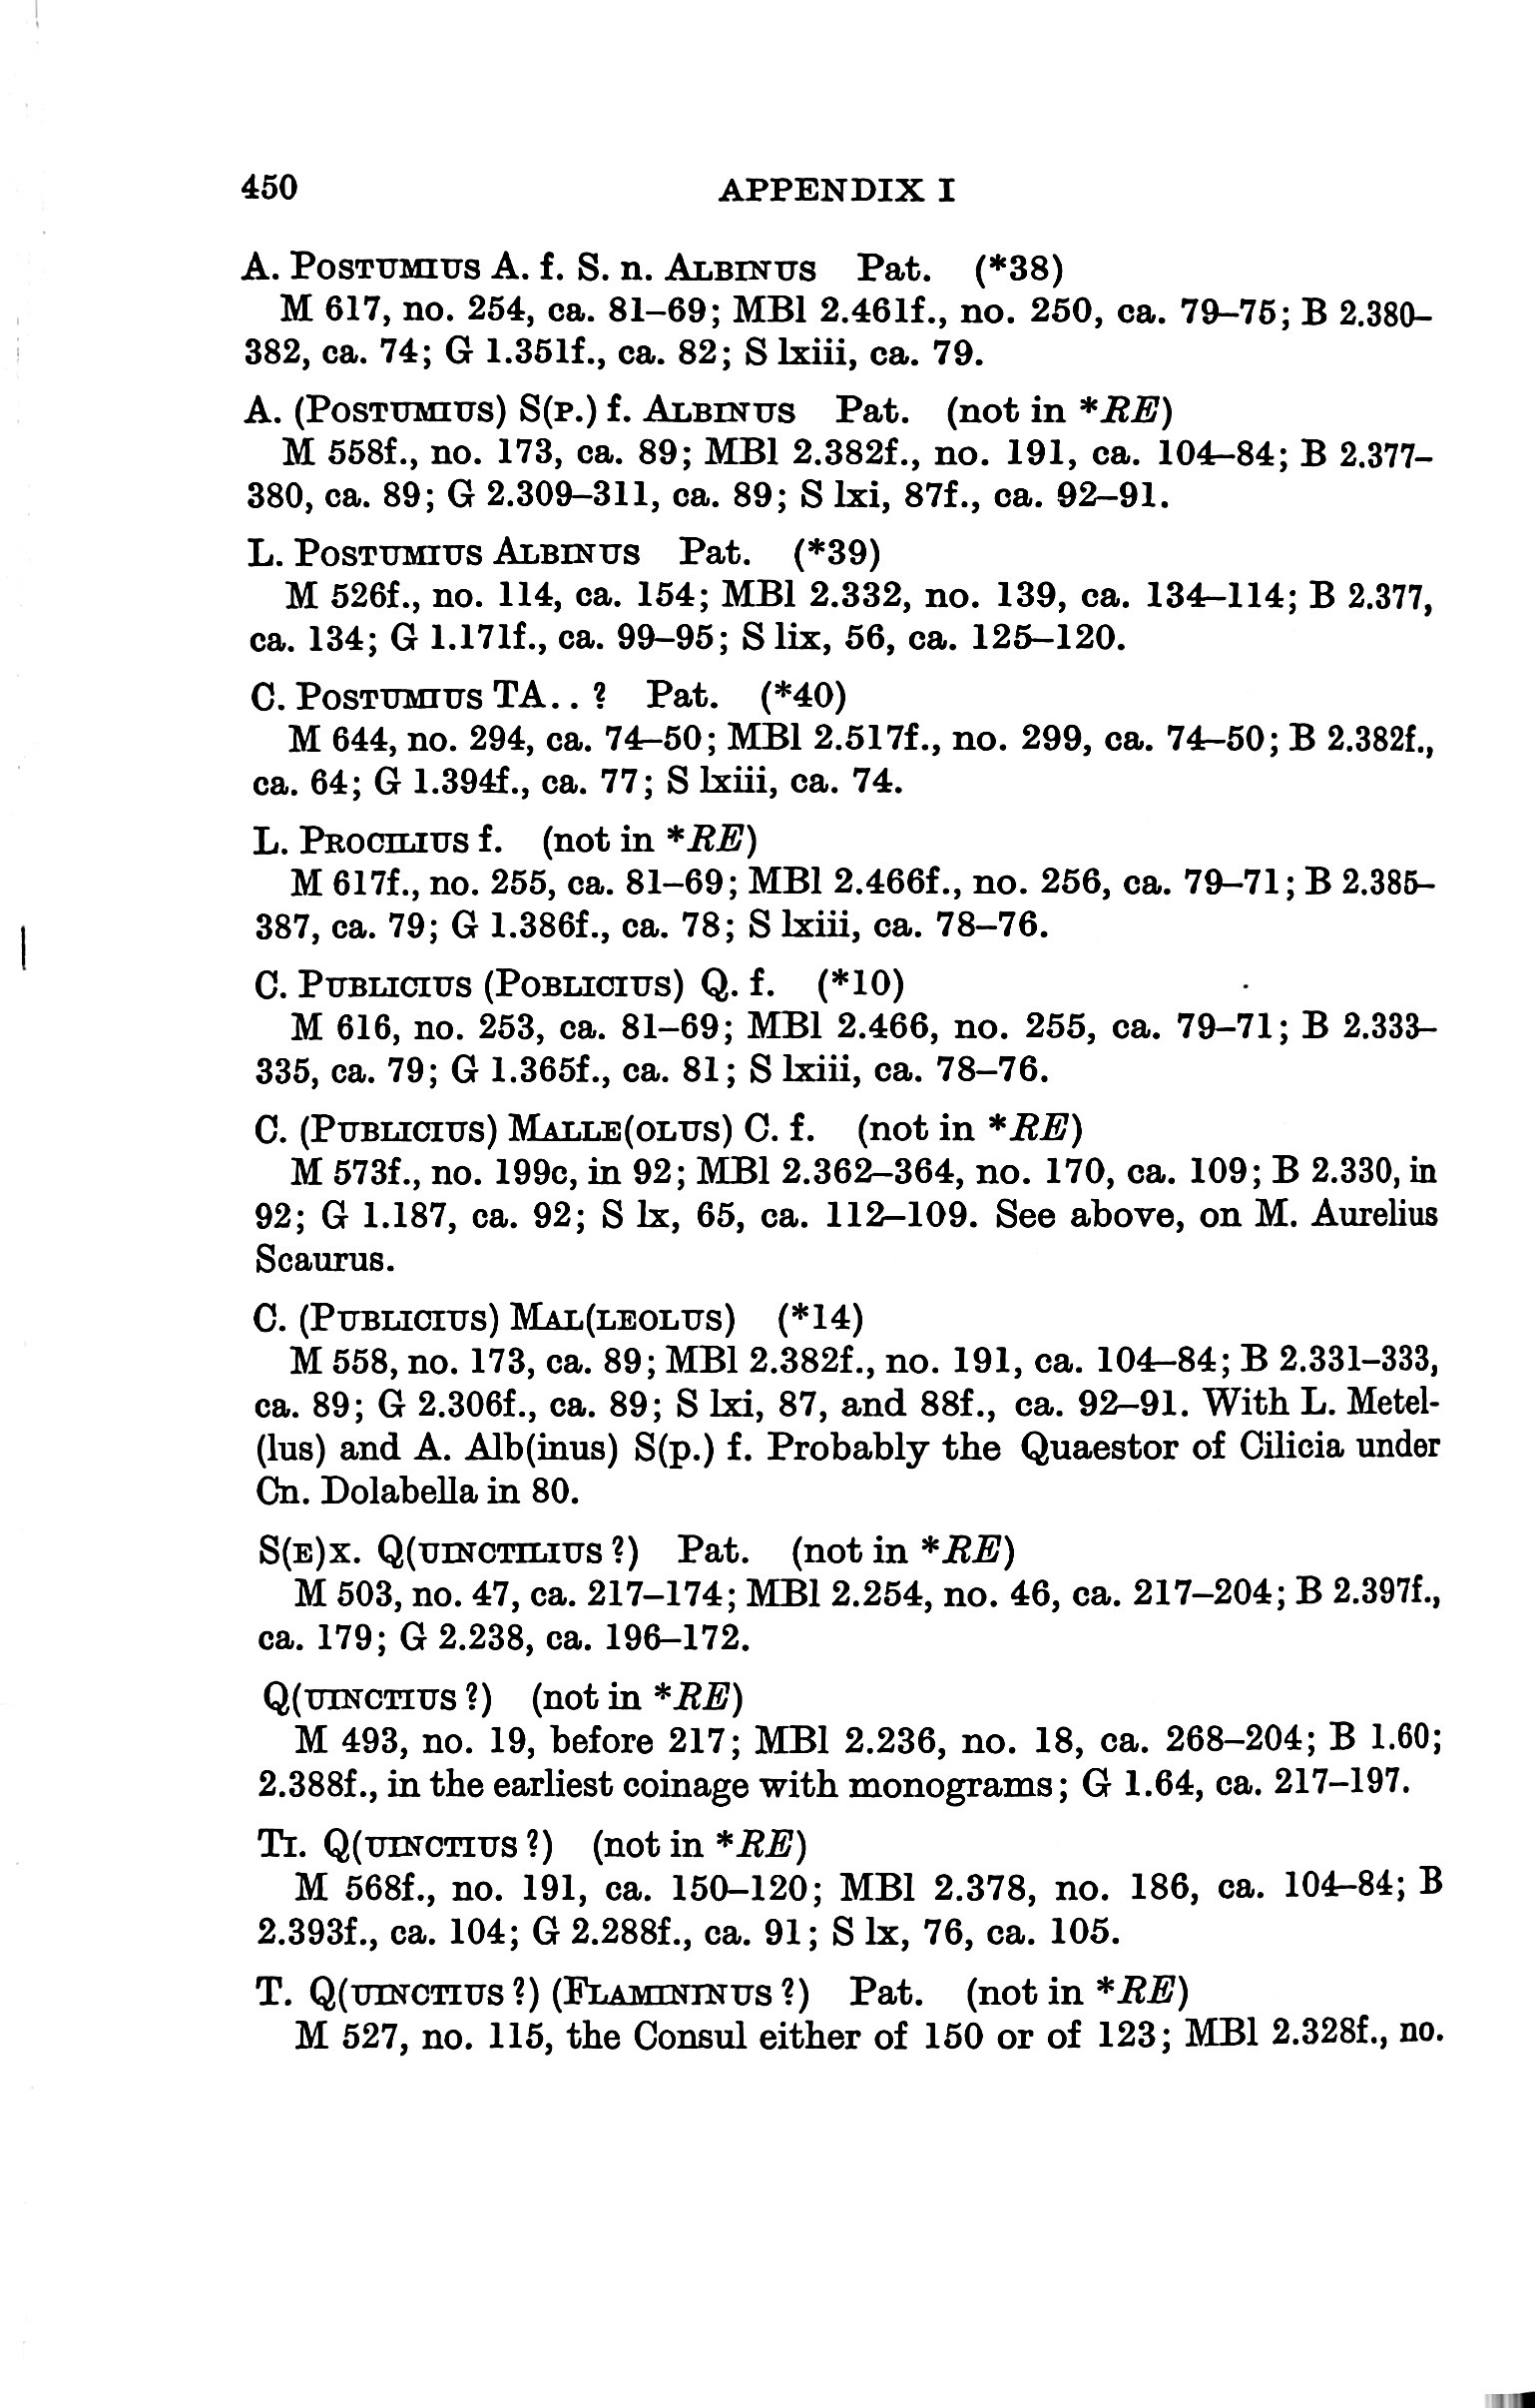 450 APPENDIX I
A. POSTUMIUS A. f. S. n. ALBINUS Pat. (*38)
M 617, no. 254, ca. 81–69; MBl 2.461f., no. 250, ca. 79–75; B 2.380–
382, ca. 74; G 1.351f., ca. 82; S lxiii, ca. 79.
A. (POSTUMIUS) S(P.) f. ALBINUS Pat. (not in *RE)
M 558f., no. 173, ca. 89; MBl 2.382f., no. 191, ca. 104–84; B 2.377–
380, ca. 89; G 2.309–311, ca. 89; S lxi, 87f., ca. 92–91.
L. POSTUMIUS ALBINUS Pat. (*39)
M 526f., no. 114, ca. 154; MBl 2.332, no. 139, ca. 134–114; B 2.377,
ca. 134; G 1.171f., ca. 99–95; S lix, 56, ca. 125–120.
C. POSTUMIUS TA..? Pat. (*40)
M 644, no. 294, ca. 74–50; MBl 2.517f., no. 299, ca. 74–50; B 2.382f.,
ca. 64; G 1.394f., ca. 77; S lxiii, ca. 74.
L. PROCILIUS f. (not in *RE)
M 617f., no. 255, ca. 81–69; MBl 2.466f., no. 256, ca. 79–71; B 2.385–
387, ca. 79; G 1.386f., ca. 78; S lxiii, ca. 78–76.
C. PUBLICIUS (POBLICIUS) Q. f. (*10)
M 616, no. 253, ca. 81–69; MBl 2.466, no. 255, ca. 79–71; B 2.333–
335, ca. 79; G 1.365f., ca. 81; S lxiii, ca. 78–76.
C. (PUBLICIUS) MALLE(OLUS) C. f. (not in *RE)
M 573f., no. 199c, in 92; MBl 2.362–364, no. 170, ca. 109; B 2.330, in
92; G 1.187, ca. 92; S lx, 65, ca. 112–109. See above, on M. Aurelius
Scaurus.
C. (PUBLICIUS) MAL(LEOLUS) (*14)
M 558, no. 173, ca. 89; MBl 2.382f., no. 191, ca. 104–84; B 2.331–333,
ca. 89; G 2.306f., ca. 89; S lxi, 87, and 88f., ca. 92–91. With L. Metel-
(lus) and A. Alb(inus) S(p.) f. Probably the Quaestor of Cilicia under
Cn. Dolabella in 80.
S(E)X. Q(UINCTILIUS?) Pat. (not in *RE)
M 503, no. 47, ca. 217–174; MBl 2.254, no. 46, ca. 217–204; B 2.397f.,
ca. 179; G 2.238, ca. 196–172.
Q(UINCTIUS?) (not in *RE)
M 493, no. 19, before 217; MBl 2.236, no. 18, ca. 268–204; B 1.60;
2.388f., in the earliest coinage with monograms; G 1.64, ca. 217–197.
TI. Q(UINCTIUS?) (not in *RE)
M 568f., no. 191, ca. 150–120; MBl 2.378, no. 186, ca. 104–84; B
2.393f., ca. 104; G 2.288f., ca. 91; S lx, 76, ca. 105.
T. Q(UINCTIUS?) (FLAMININUS?) Pat. (not in *RE)
M 527, no. 115, the Consul either of 150 or of 123; MBl 2.328f., no.